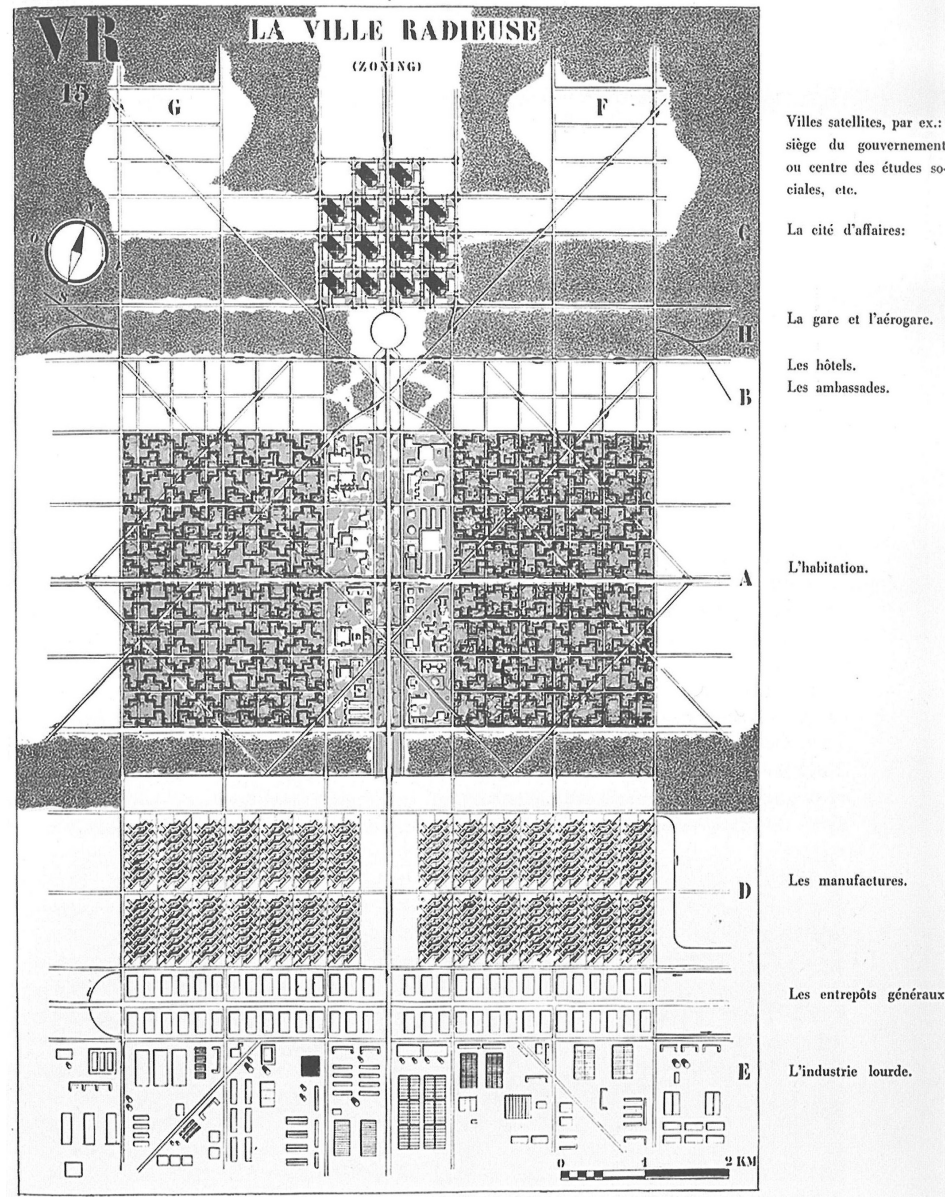 VR
LA VILLE RADIEUSE
(ZONING)
15
G
F
Villes satellites, par ex.:
siège du gouvernement
ou centre des études so-
ciales, etc.
O
S
C
La cité d'affaires:
H
La gare et l'aérogare.
Les hôtels.
B
Les ambassades.
A
L'habitation.
D
Les manufactures.
Les entrepôts généraux
E
L'industrie lourde.
0 1 2 KM